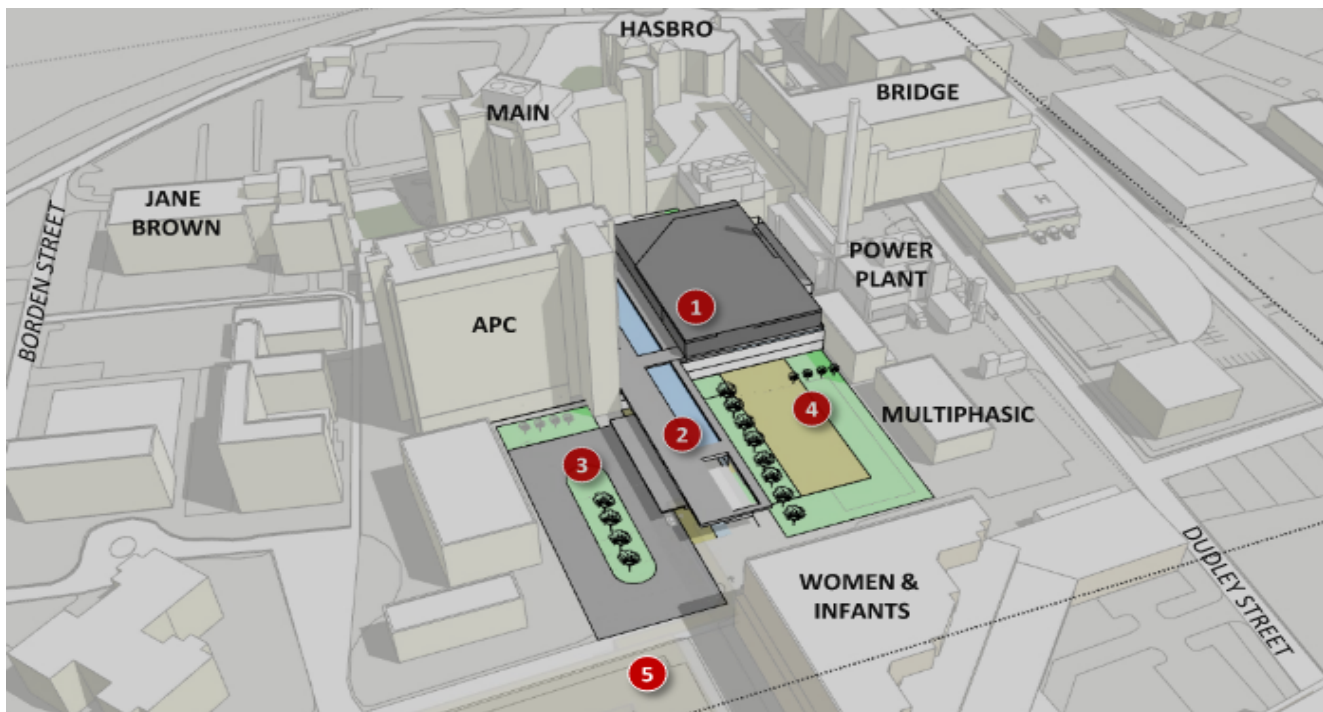 HASBRO
MAIN
BRIDGE
JANE
BROWN
BORDEN STREET
H
POWER
PLANT
1
APC
4
MULTIPHASIC
2
3
DUDLEY STREET
WOMEN &
INFANTS
5